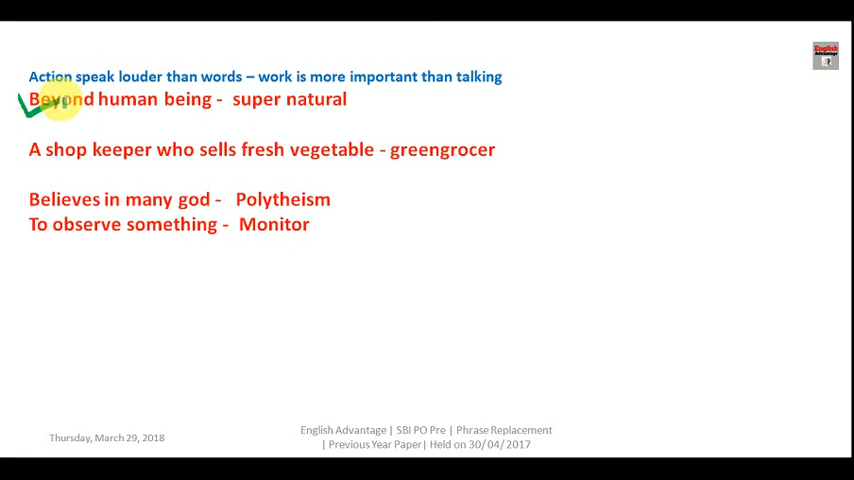 English
Advantage
Action speak louder than words – work is more important than talking
Beyond human being - super natural
A shop keeper who sells fresh vegetable - greengrocer
Believes in many god - Polytheism
To observe something - Monitor
Thursday, March 29, 2018
English Advantage | SBI PO Pre | Phrase Replacement
| Previous Year Paper| Held on 30/04/2017